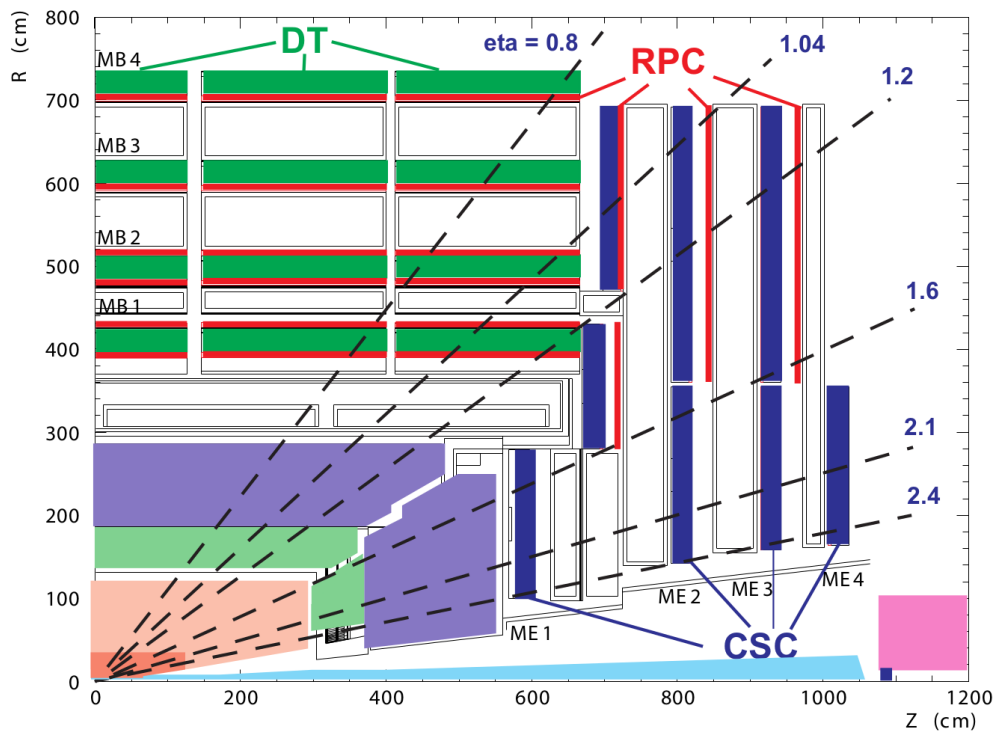 R (cm)
800
700
600
500
400
300
200
100
0
MB 4
MB 3
MB 2
MB 1
DT
eta = 0.8
RPC
1.04
1.2
1.6
2.1
2.4
ME 1
ME 2
ME 3
ME 4
CSC
0
200
400
600
800
1000
1200
Z (cm)